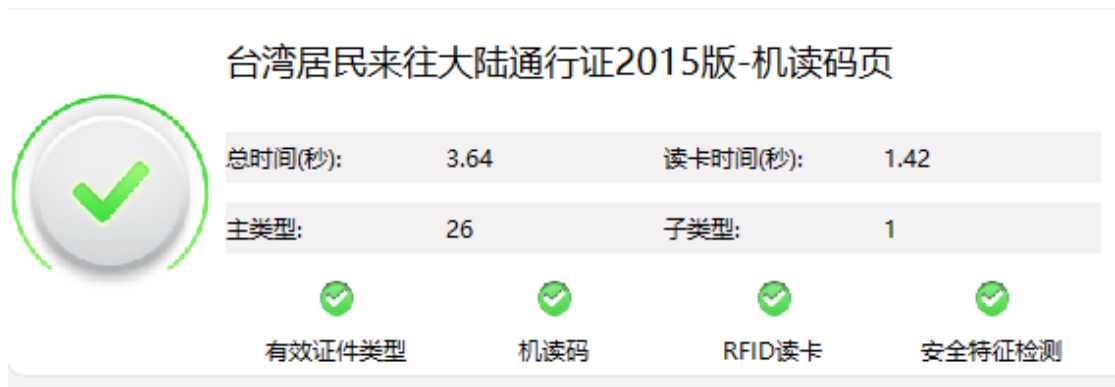 台湾居民来往大陆通行证2015版-机读码页
总时间(秒): 3.64 读卡时间(秒): 1.42
主类型: 26 子类型: 1
有效证件类型 机读码 RFID读卡 安全特征检测